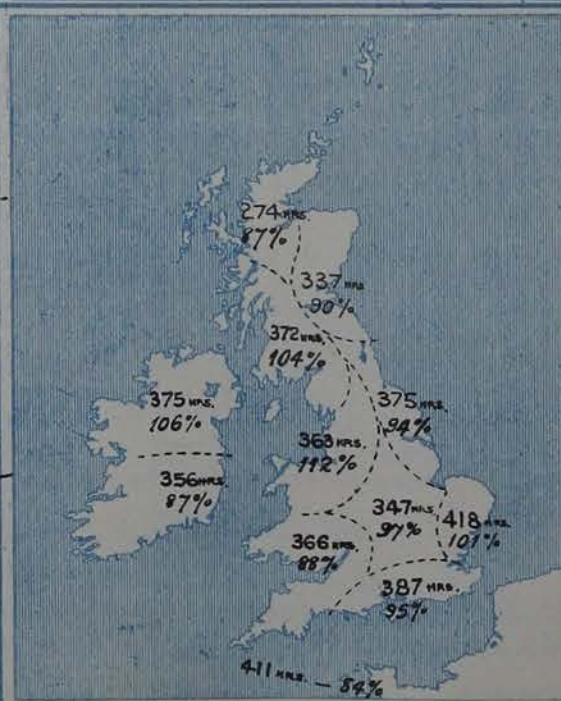 274 HRS.
87%
337 HRS
90%
372 HRS.
104%
375 HRS.
106%
375 HRS.
94%
363 HRS.
112%
356 HRS.
87%
347 HRS.
97%
418 HRS.
101%
366 HRS.
88%
387 HRS.
95%
411 HRS. — 84%